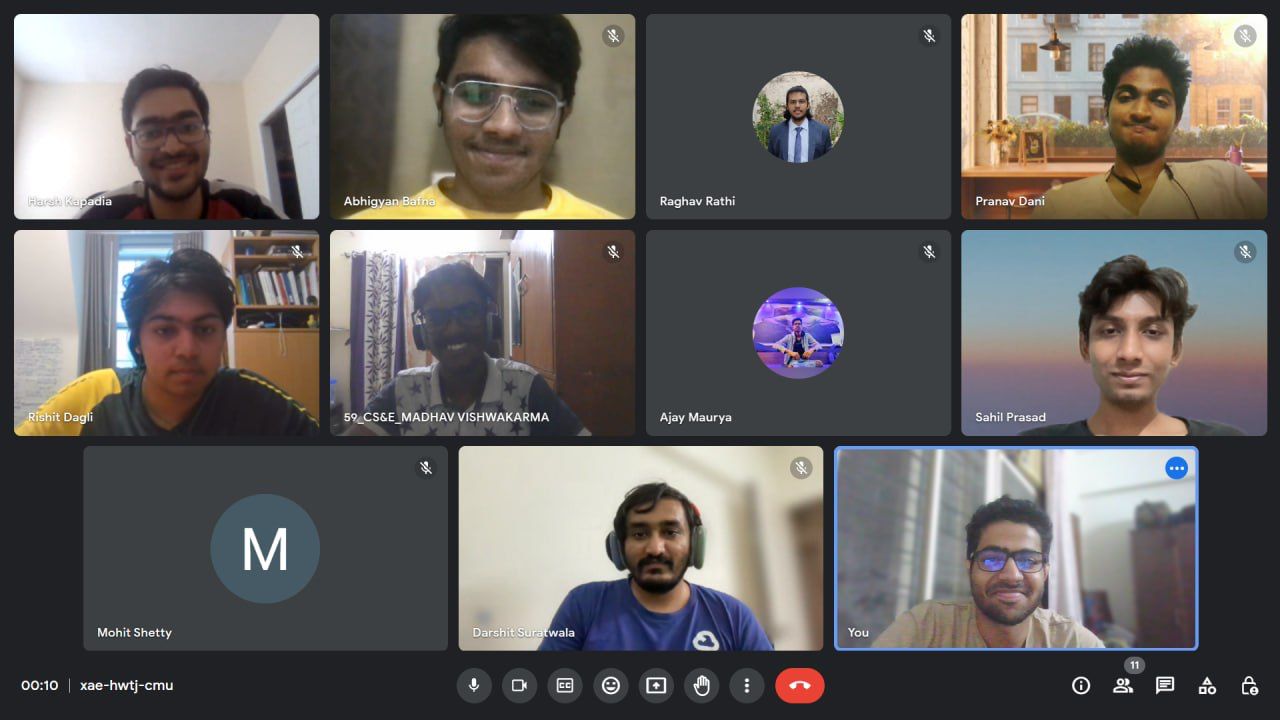 Harsh Kapadia
Abhigyan Bafna
Raghav Rathi
Pranav Dani
Rishit Dagli
59_CS&E_MADHAV VISHWAKARMA
Ajay Maurya
Sahil Prasad
M
Mohit Shetty
Darshit Suratwala
You
11
00:10 | xae-hwtj-cmu
CC